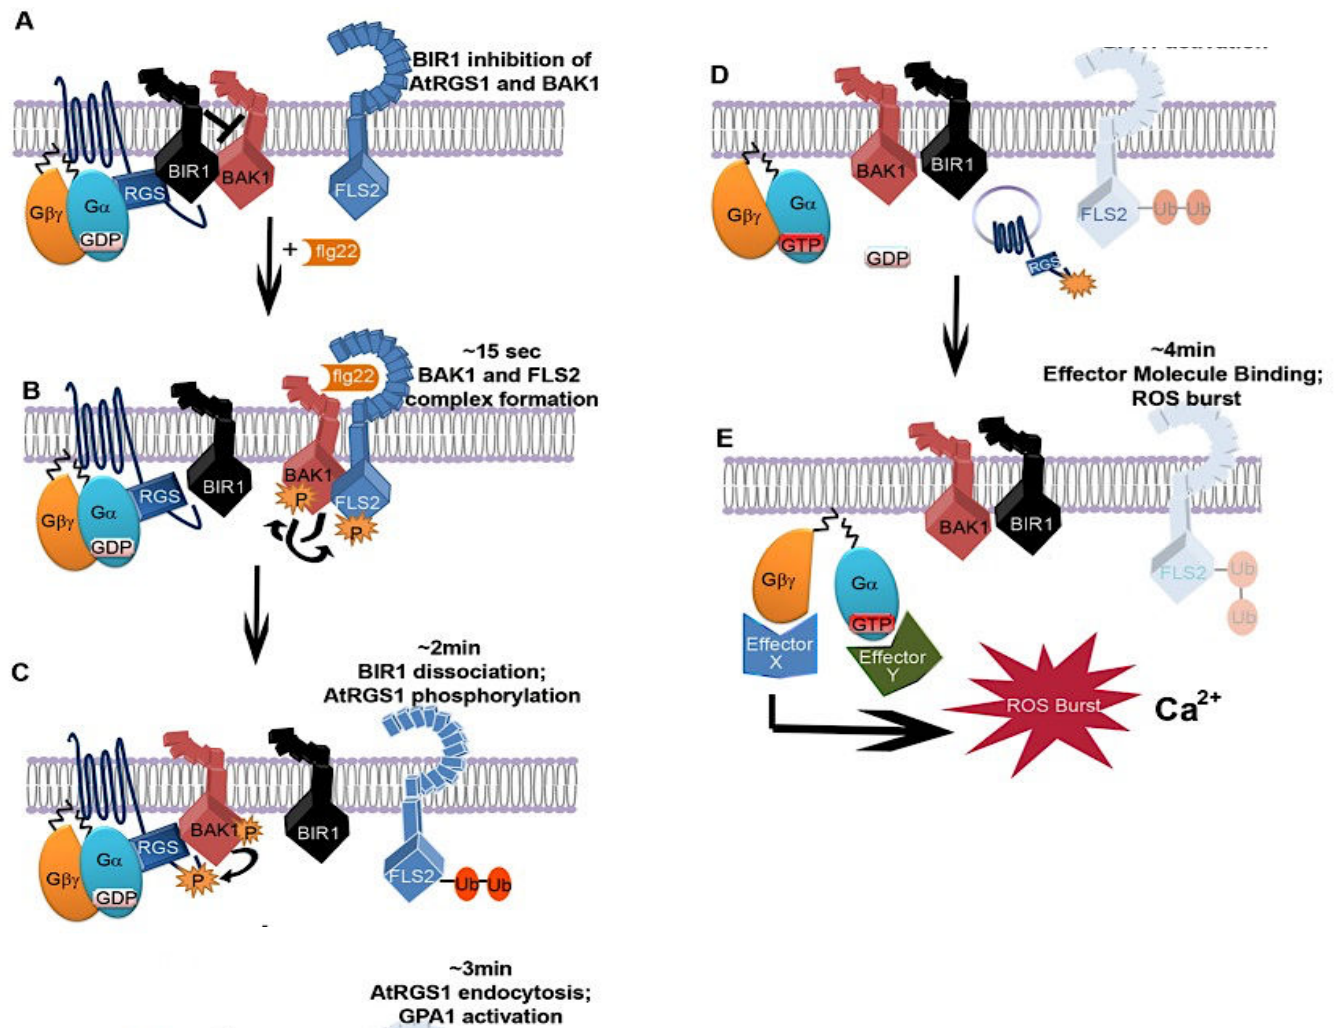 A
BIR1 inhibition of
AtRGS1 and BAK1
BIR1
BAK1
FLS2
RGS
Gβγ
Gα
GDP
+ flg22
~15 sec
BAK1 and FLS2
complex formation
B
flg22
BAK1
BIR1
RGS
FLS2
P
P
Gβγ
Gα
GDP
~2min
BIR1 dissociation;
AtRGS1 phosphorylation
C
BAK1
P
BIR1
RGS
Gβγ
Gα
P
FLS2
Ub
Ub
GDP
~3min
AtRGS1 endocytosis;
GPA1 activation
D
BAK1
BIR1
Gβγ
Gα
GTP
GDP
RGS
FLS2
Ub
Ub
~4min
Effector Molecule Binding;
ROS burst
E
BAK1
BIR1
Gβγ
Gα
GTP
FLS2
Ub
Ub
Effector
X
Effector
Y
ROS Burst
Ca2+